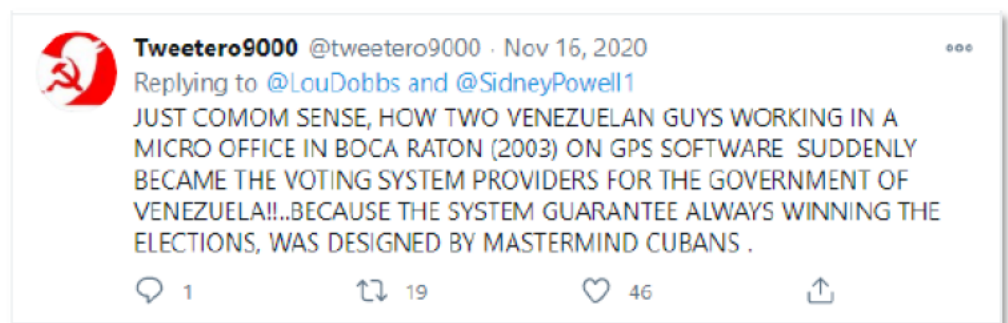 Tweetero9000 @tweetero9000 · Nov 16, 2020
Replying to @LouDobbs and @SidneyPowell1
JUST COMOM SENSE, HOW TWO VENEZUELAN GUYS WORKING IN A
MICRO OFFICE IN BOCA RATON (2003) ON GPS SOFTWARE SUDDENLY
BECAME THE VOTING SYSTEM PROVIDERS FOR THE GOVERNMENT OF
VENEZUELA!!..BECAUSE THE SYSTEM GUARANTEE ALWAYS WINNING THE
ELECTIONS, WAS DESIGNED BY MASTERMIND CUBANS .
1 19 46